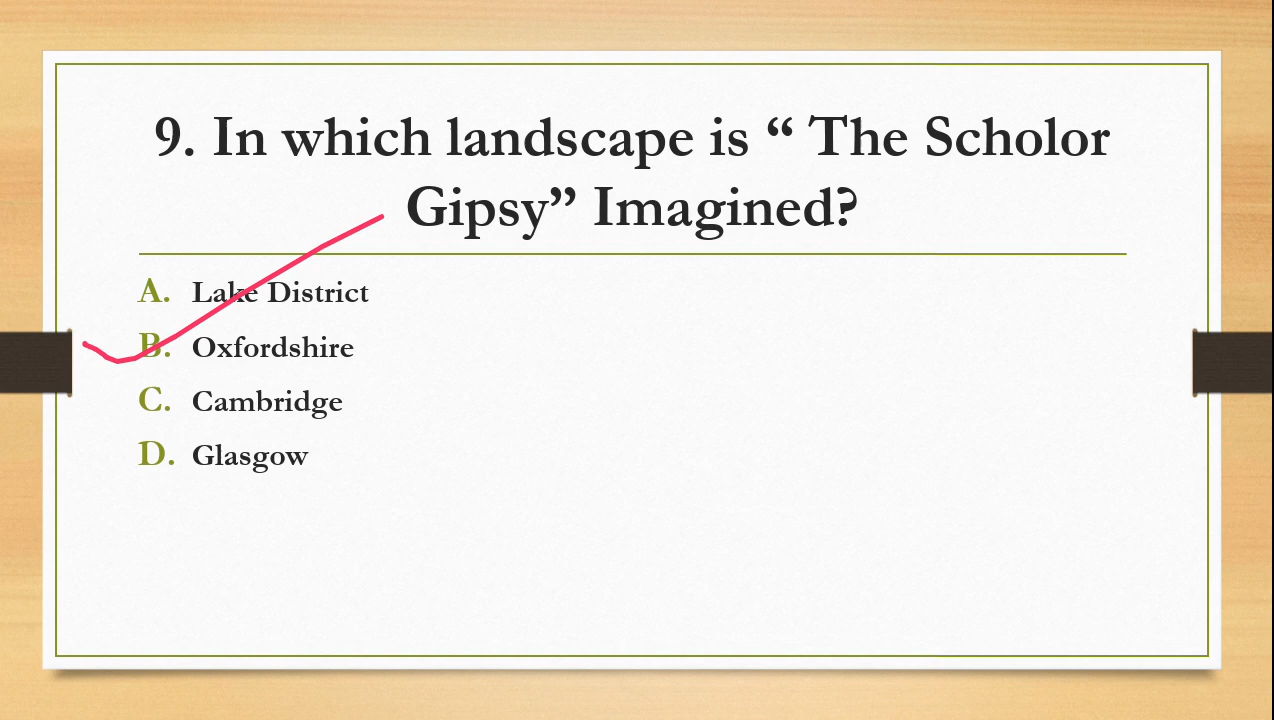 9. In which landscape is “ The Scholor
Gipsy” Imagined?
A. Lake District
B. Oxfordshire
C. Cambridge
D. Glasgow